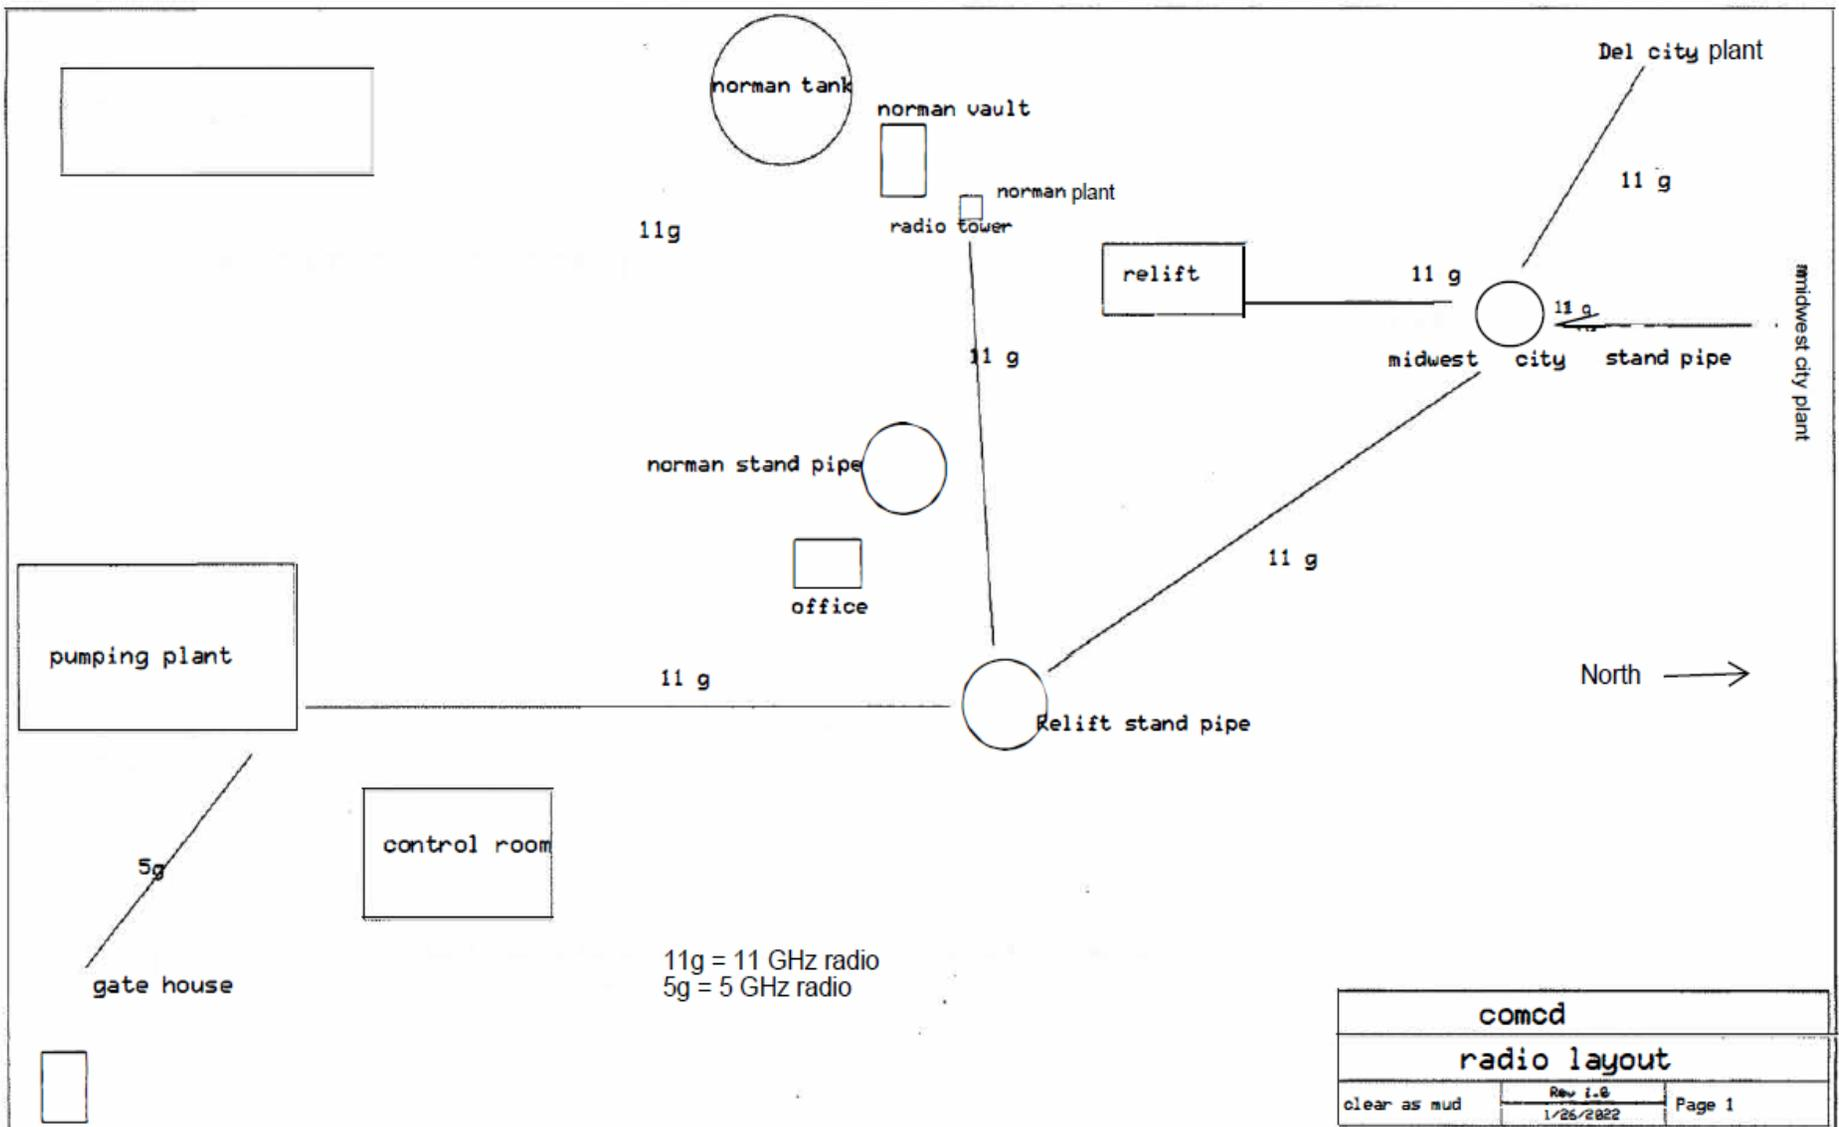 Del city plant
norman tank
norman vault
11 g
norman plant
radio tower
11g
relift
11 g
11 g
midwest city stand pipe
midwest city plant
11 g
norman stand pipe
11 g
office
pumping plant
11 g
North
Relift stand pipe
control room
5g
gate house
11g = 11 GHz radio
5g = 5 GHz radio
comcd
radio layout
clear as mud
1/26/2022
Page 1